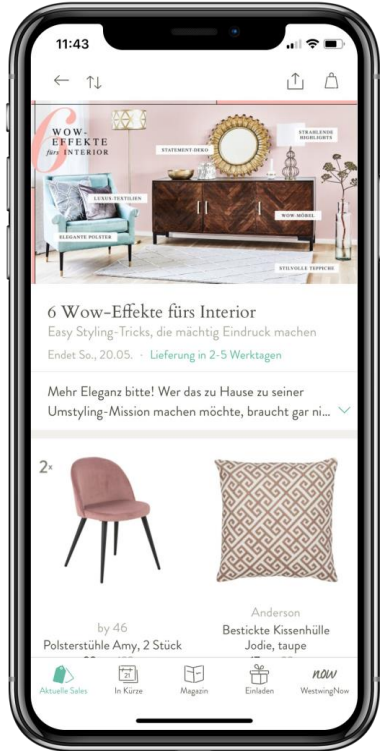 11:43
6
WOW-
EFFEKTE
fürs INTERIOR
STATEMENT-DEKO
STRAHLENDE
HIGHLIGHTS
LUXUS-TEXTILIEN
WOW-MÖBEL
ELEGANTE POLSTER
STILVOLLE TEPPICHE
6 Wow-Effekte fürs Interior
Easy Styling-Tricks, die mächtig Eindruck machen
Endet So., 20.05. · Lieferung in 2-5 Werktagen
Mehr Eleganz bitte! Wer das zu Hause zu seiner
Umstyling-Mission machen möchte, braucht gar ni...
2x
by 46
Polsterstühle Amy, 2 Stück
Anderson
Bestickte Kissenhülle
Jodie, taupe
Aktuelle Sales
21
In Kürze
Magazin
Einladen
now
WestwingNow